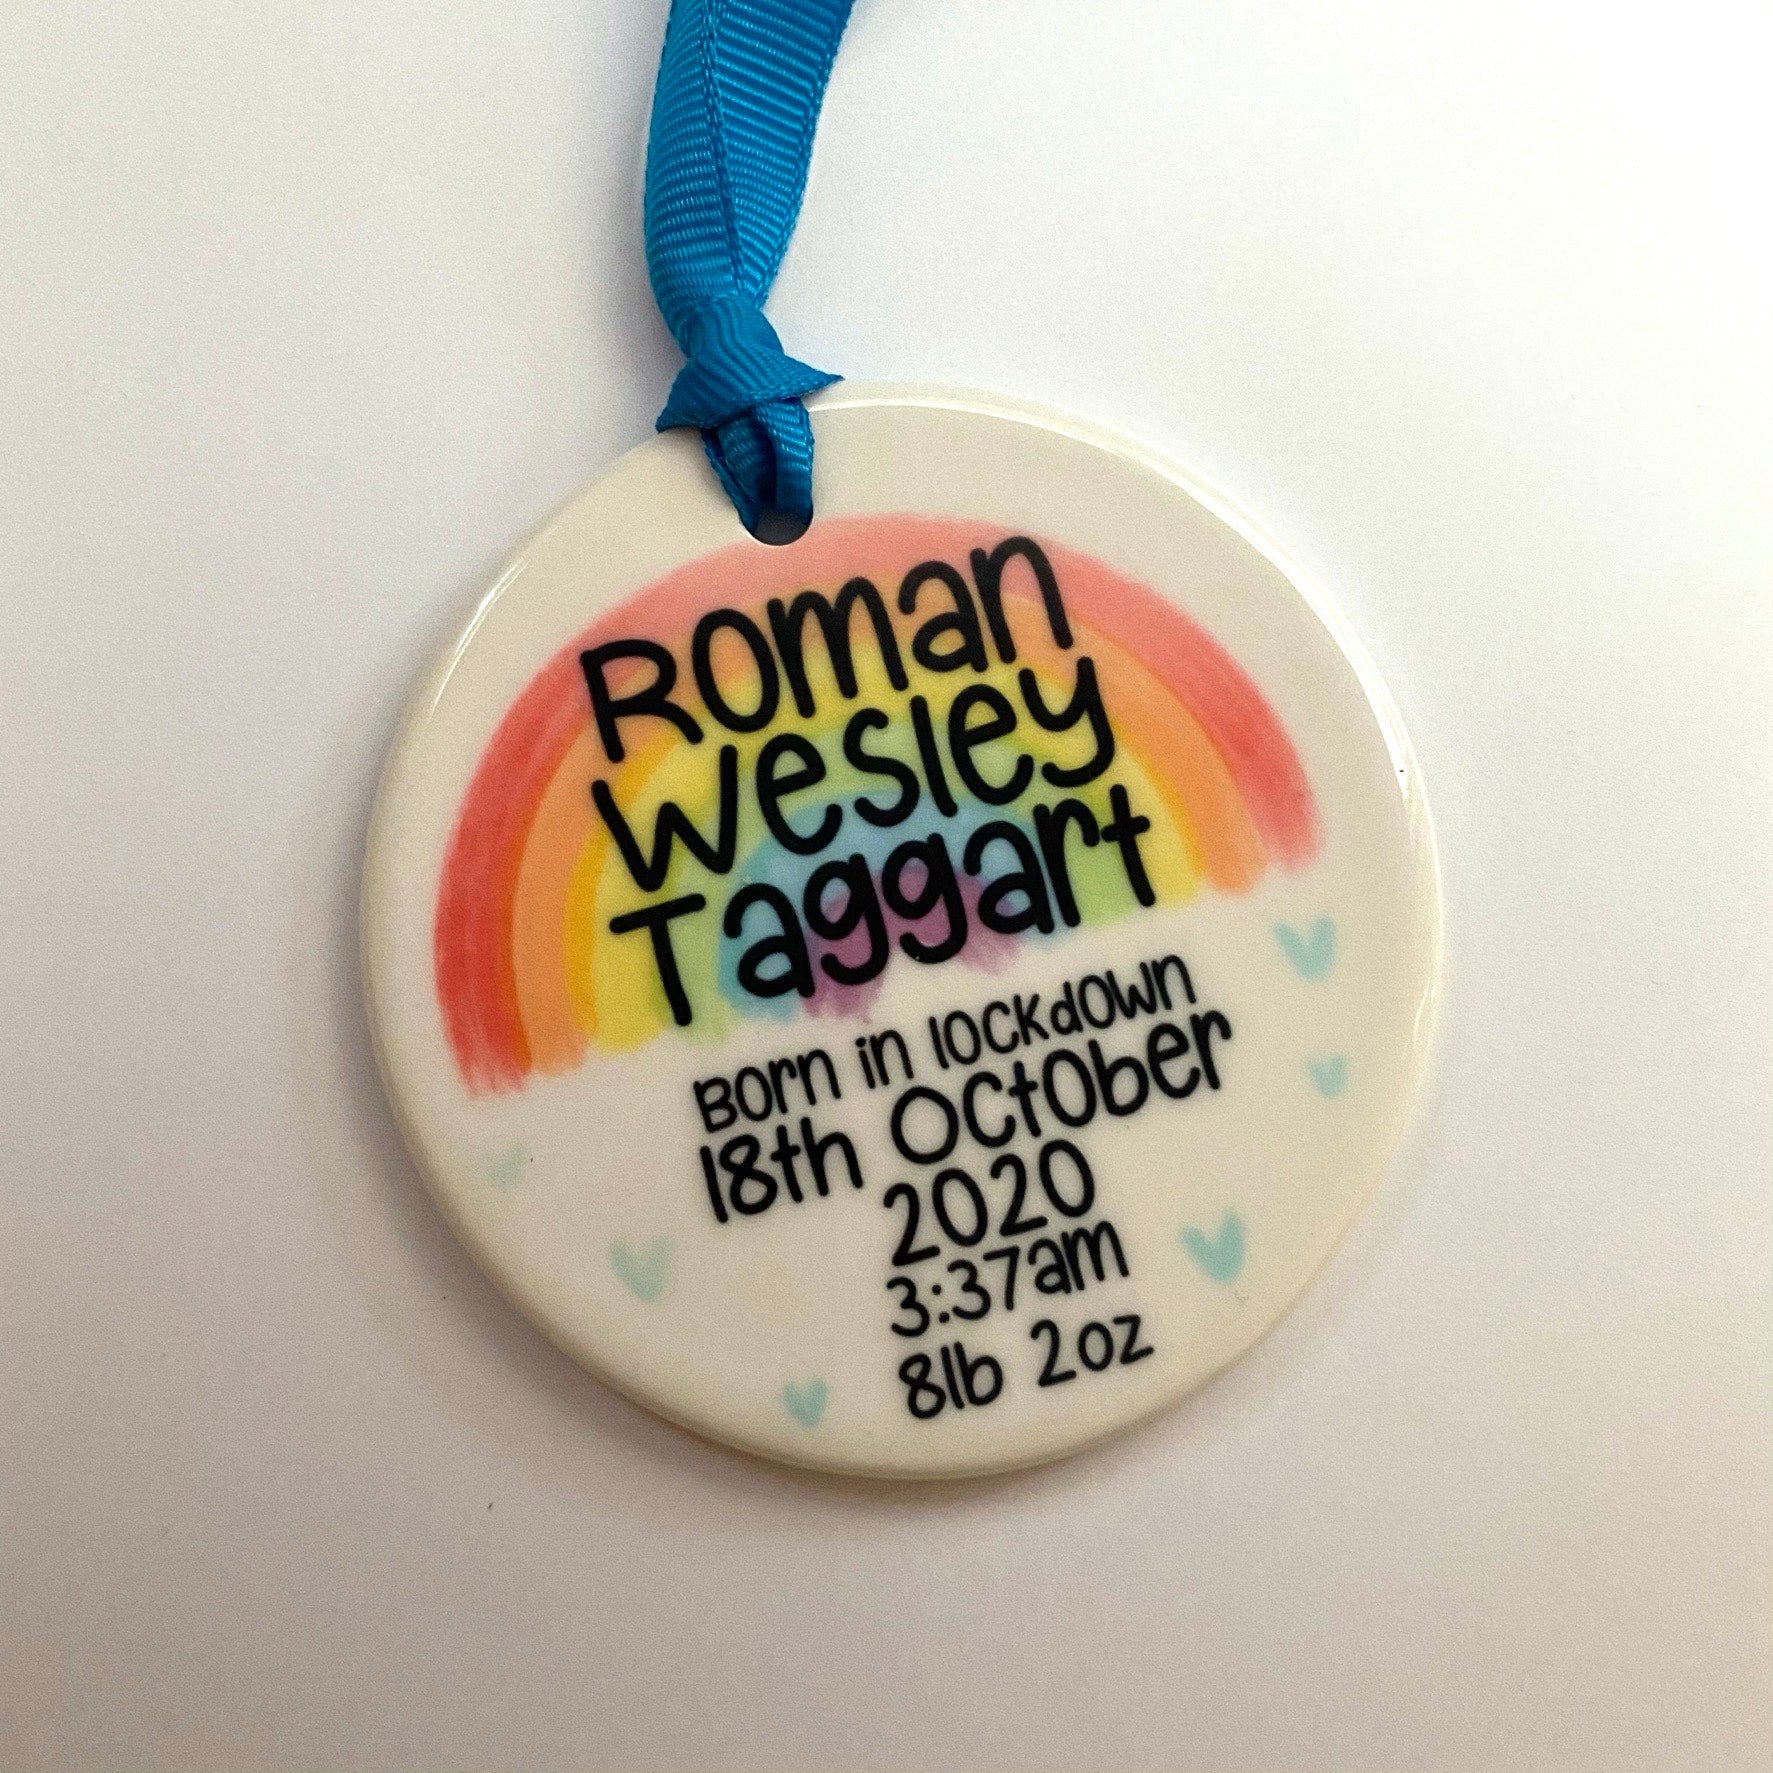 Roman
Wesley
Taggart
Born in lockdown
18th October
2020
3:37am
8lb 2oz